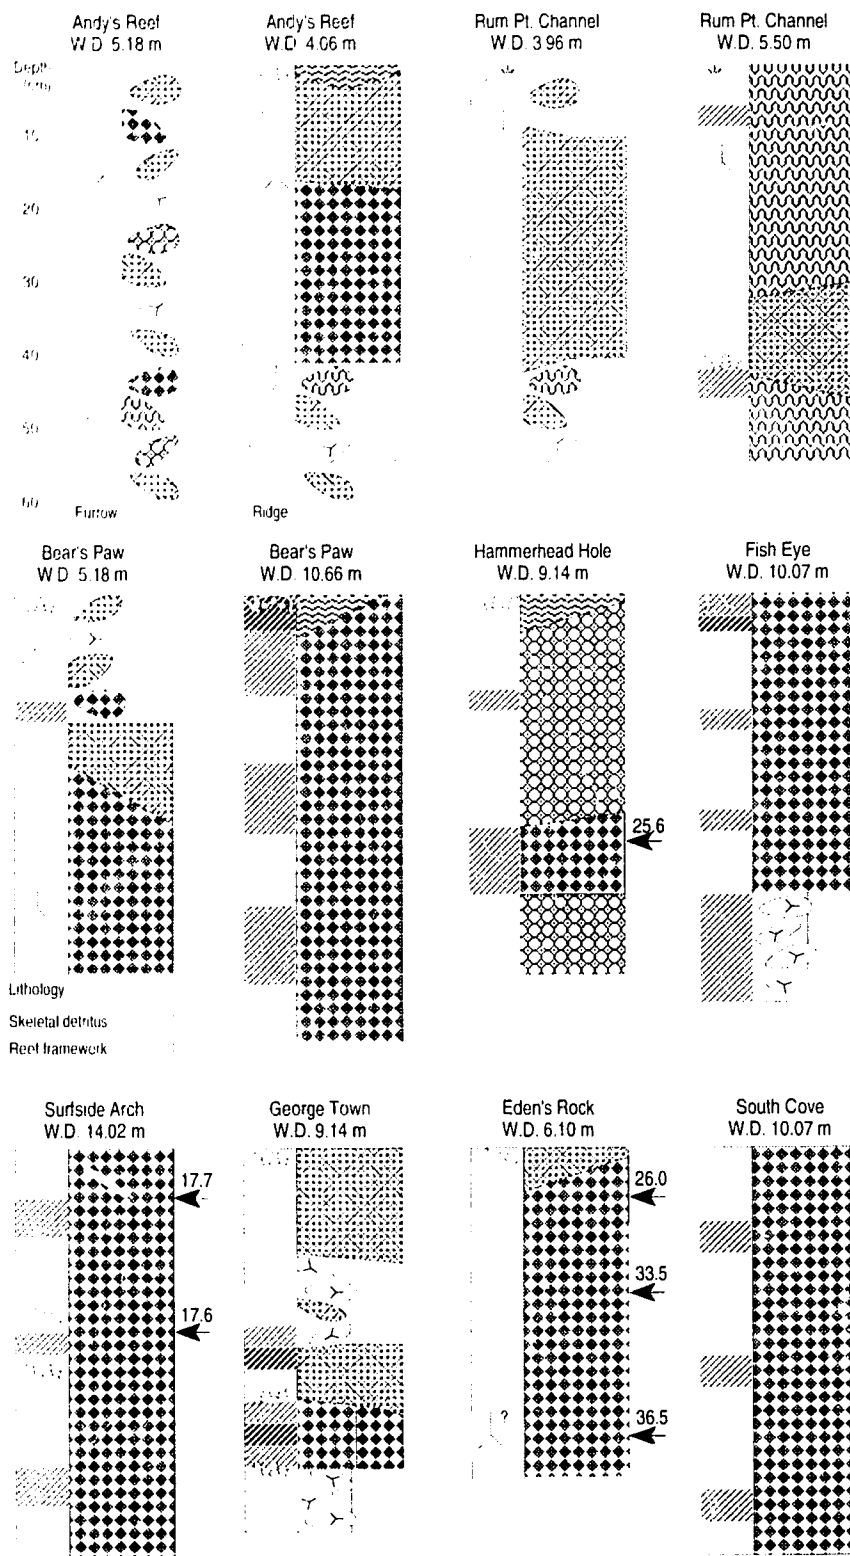 Andy's Reef
W.D. 5.18 m
Andy's Reef
W.D. 4.06 m
Rum Pt. Channel
W.D. 3.96 m
Rum Pt. Channel
W.D. 5.50 m
Depth
(cm)
10
20
30
40
50
60
Furrow
Ridge
Bear's Paw
W.D. 5.18 m
Bear's Paw
W.D. 10.66 m
Hammerhead Hole
W.D. 9.14 m
Fish Eye
W.D. 10.07 m
25.6
Lithology
Skeletal detritus
Reef framework
Surfside Arch
W.D. 14.02 m
George Town
W.D. 9.14 m
Eden's Rock
W.D. 6.10 m
South Cove
W.D. 10.07 m
17.7
17.6
26.0
33.5
?
36.5